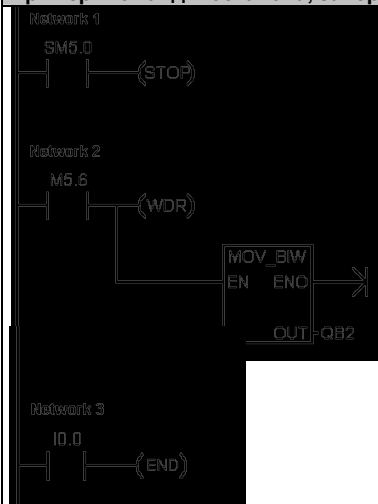 Network 1
SM5.0
(STOP)
Network 2
M5.6
(WDR)
MOV_BIW
EN ENO
OUT QB2
Network 3
I0.0
(END)